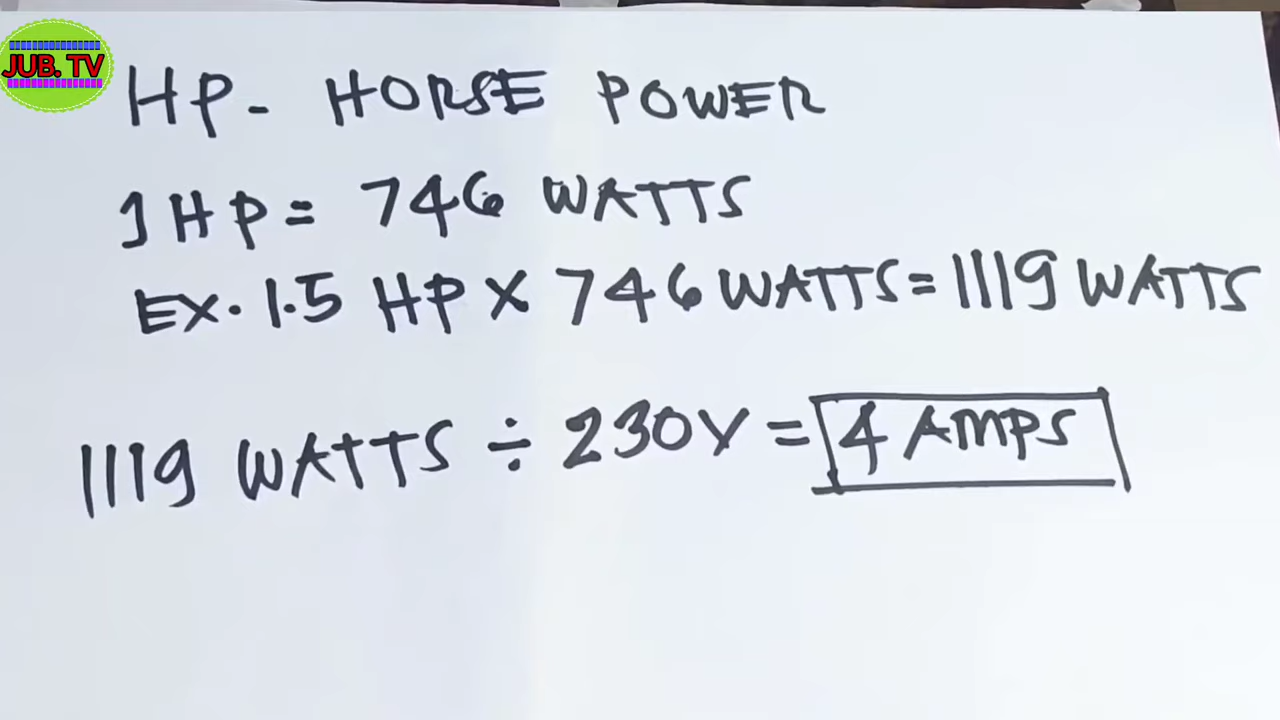 JUB. TV
HP- HORSE POWER
1 HP = 746 WATTS
EX. 1.5 HP X 746 WATTS = 1119 WATTS
1119 WATTS ÷ 230V = 4 AMPS